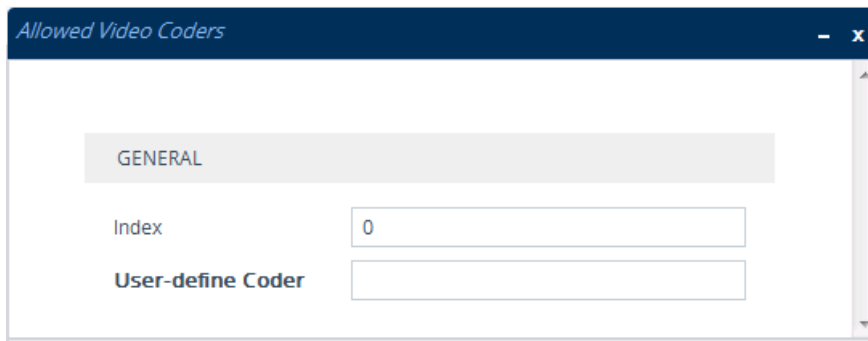 Allowed Video Coders – x
GENERAL
Index 0
User-define Coder